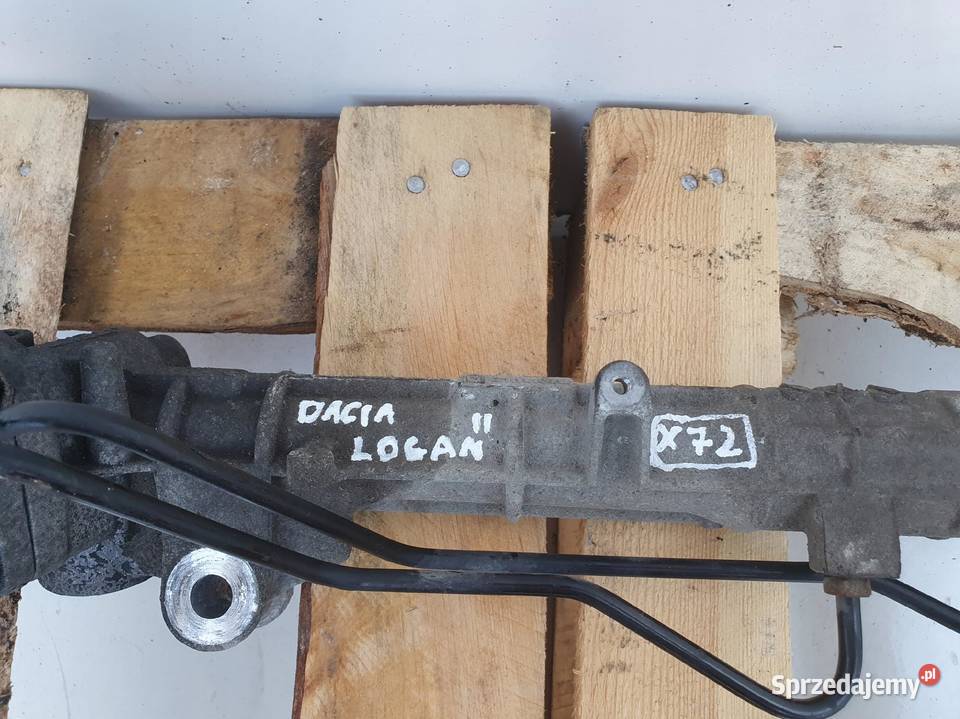 DACIA II
LOGAN
X72
Sprzedajemy.pl